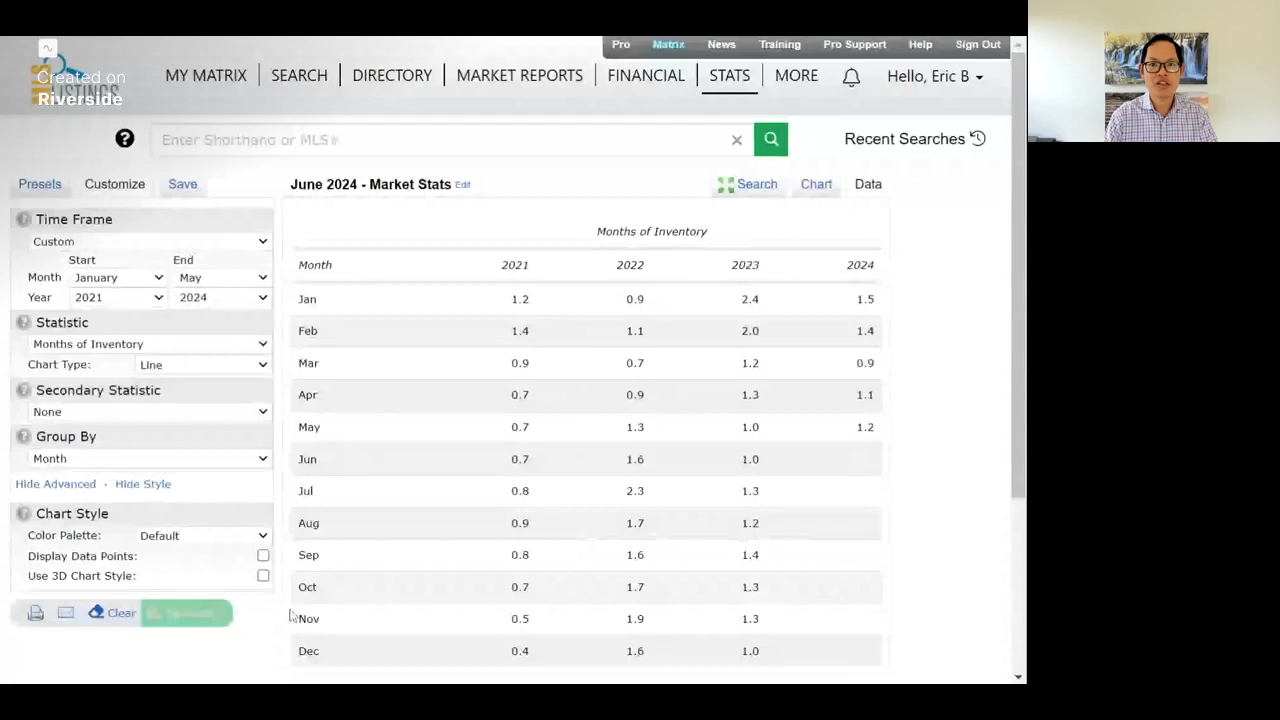 Pro Matrix News Training Pro Support Help Sign Out
Created on
Riverside
LISTINGS
MY MATRIX SEARCH DIRECTORY MARKET REPORTS FINANCIAL STATS MORE Hello, Eric B
? Enter Shorthand or MLS# Recent Searches
Presets Customize Save
June 2024 - Market Stats Edit Search Chart Data
Time Frame
Custom
Start End
Month January May
Year 2021 2024
Statistic
Months of Inventory
Chart Type: Line
Secondary Statistic
None
Group By
Month
Hide Advanced · Hide Style
Chart Style
Color Palette: Default
Display Data Points:
Use 3D Chart Style:
Clear
Months of Inventory
Month 2021 2022 2023 2024
Jan 1.2 0.9 2.4 1.5
Feb 1.4 1.1 2.0 1.4
Mar 0.9 0.7 1.2 0.9
Apr 0.7 0.9 1.3 1.1
May 0.7 1.3 1.0 1.2
Jun 0.7 1.6 1.0
Jul 0.8 2.3 1.3
Aug 0.9 1.7 1.2
Sep 0.8 1.6 1.4
Oct 0.7 1.7 1.3
Nov 0.5 1.9 1.3
Dec 0.4 1.6 1.0